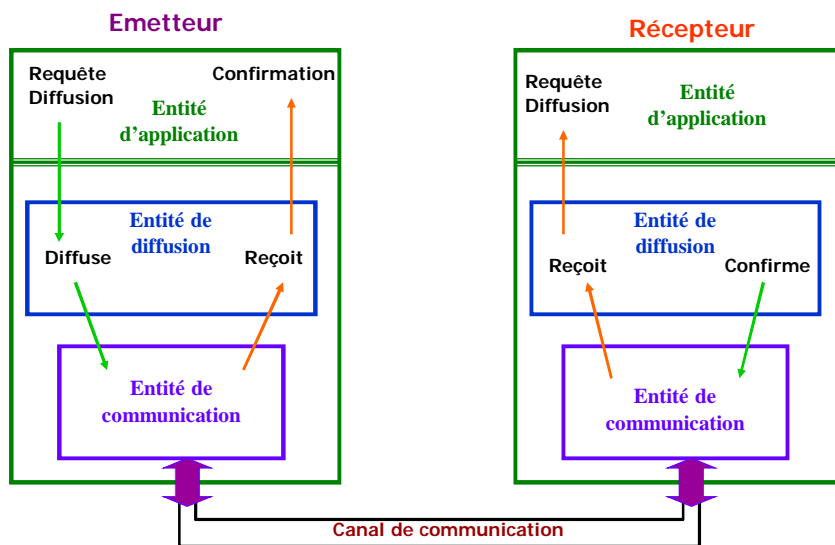 Emetteur
Récepteur
Requête
Diffusion
Confirmation
Entité
d'application
Requête
Diffusion
Entité
d'application
Entité de
diffusion
Diffuse
Reçoit
Entité de
diffusion
Reçoit
Confirme
Entité de
communication
Entité de
communication
Canal de communication